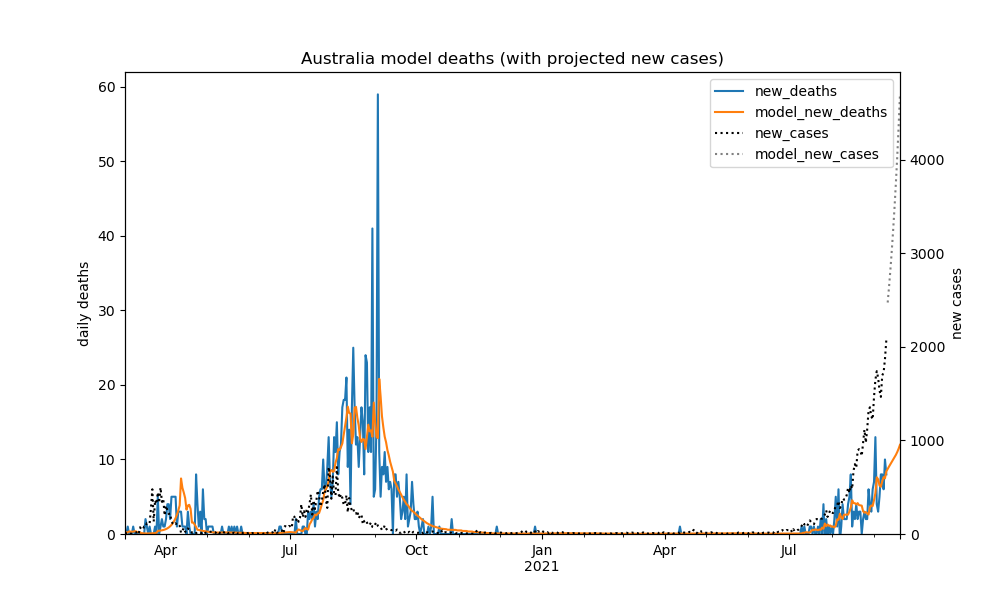 Australia model deaths (with projected new cases)
new_deaths
model_new_deaths
new_cases
model_new_cases
60
50
40
30
20
10
0
daily deaths
4000
3000
2000
1000
0
new cases
Apr
Jul
Oct
Jan
2021
Apr
Jul